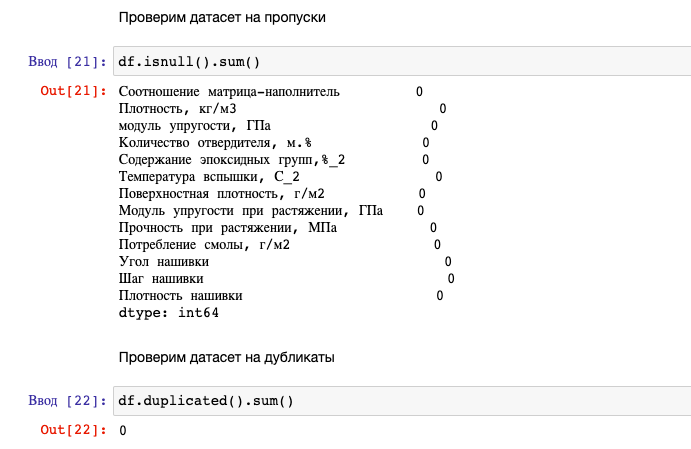 Проверим датасет на пропуски
Ввод [21]: df.isnull().sum()
Out[21]: Соотношение матрица-наполнитель 0
Плотность, кг/м3 0
модуль упругости, ГПа 0
Количество отвердителя, м.% 0
Содержание эпоксидных групп,%_2 0
Температура вспышки, С_2 0
Поверхностная плотность, г/м2 0
Модуль упругости при растяжении, ГПа 0
Прочность при растяжении, МПа 0
Потребление смолы, г/м2 0
Угол нашивки 0
Шаг нашивки 0
Плотность нашивки 0
dtype: int64
Проверим датасет на дубликаты
Ввод [22]: df.duplicated().sum()
Out[22]: 0